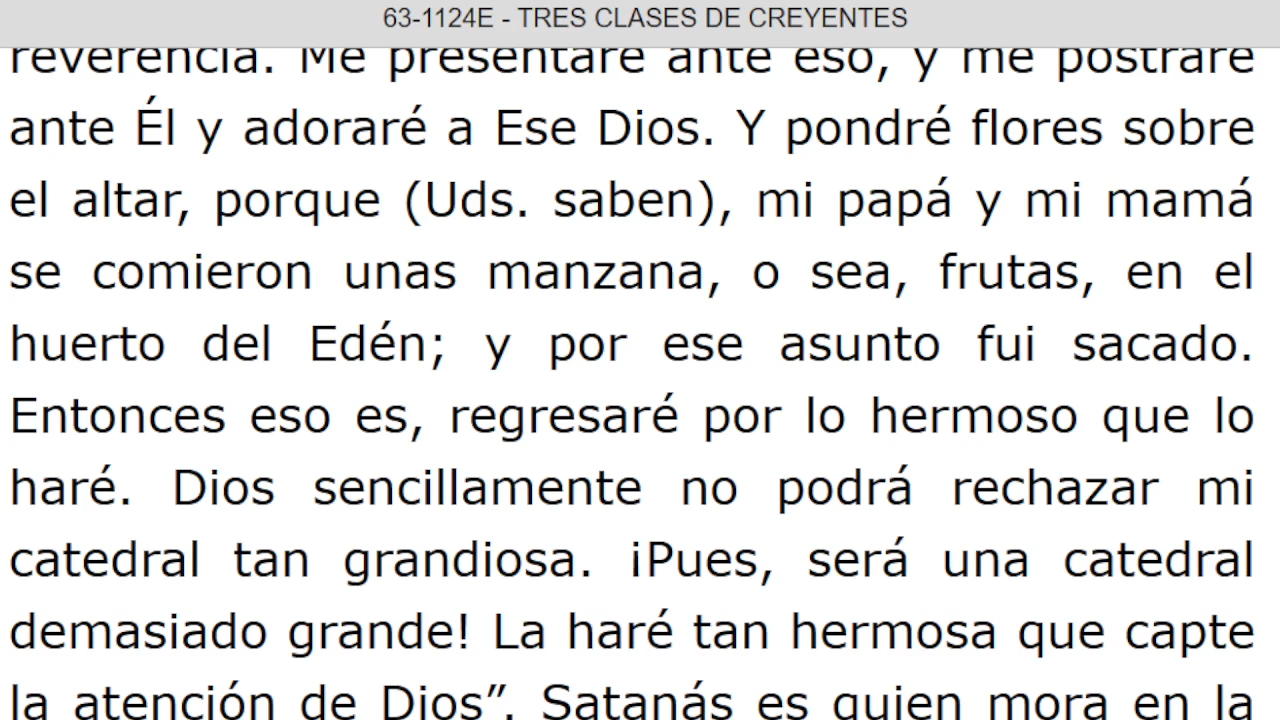 63-1124E - TRES CLASES DE CREYENTES
reverencia. Me presentaré ante eso, y me postraré
ante Él y adoraré a Ese Dios. Y pondré flores sobre
el altar, porque (Uds. saben), mi papá y mi mamá
se comieron unas manzana, o sea, frutas, en el
huerto del Edén; y por ese asunto fui sacado.
Entonces eso es, regresaré por lo hermoso que lo
haré. Dios sencillamente no podrá rechazar mi
catedral tan grandiosa. ¡Pues, será una catedral
demasiado grande! La haré tan hermosa que capte
la atención de Dios”. Satanás es quien mora en la